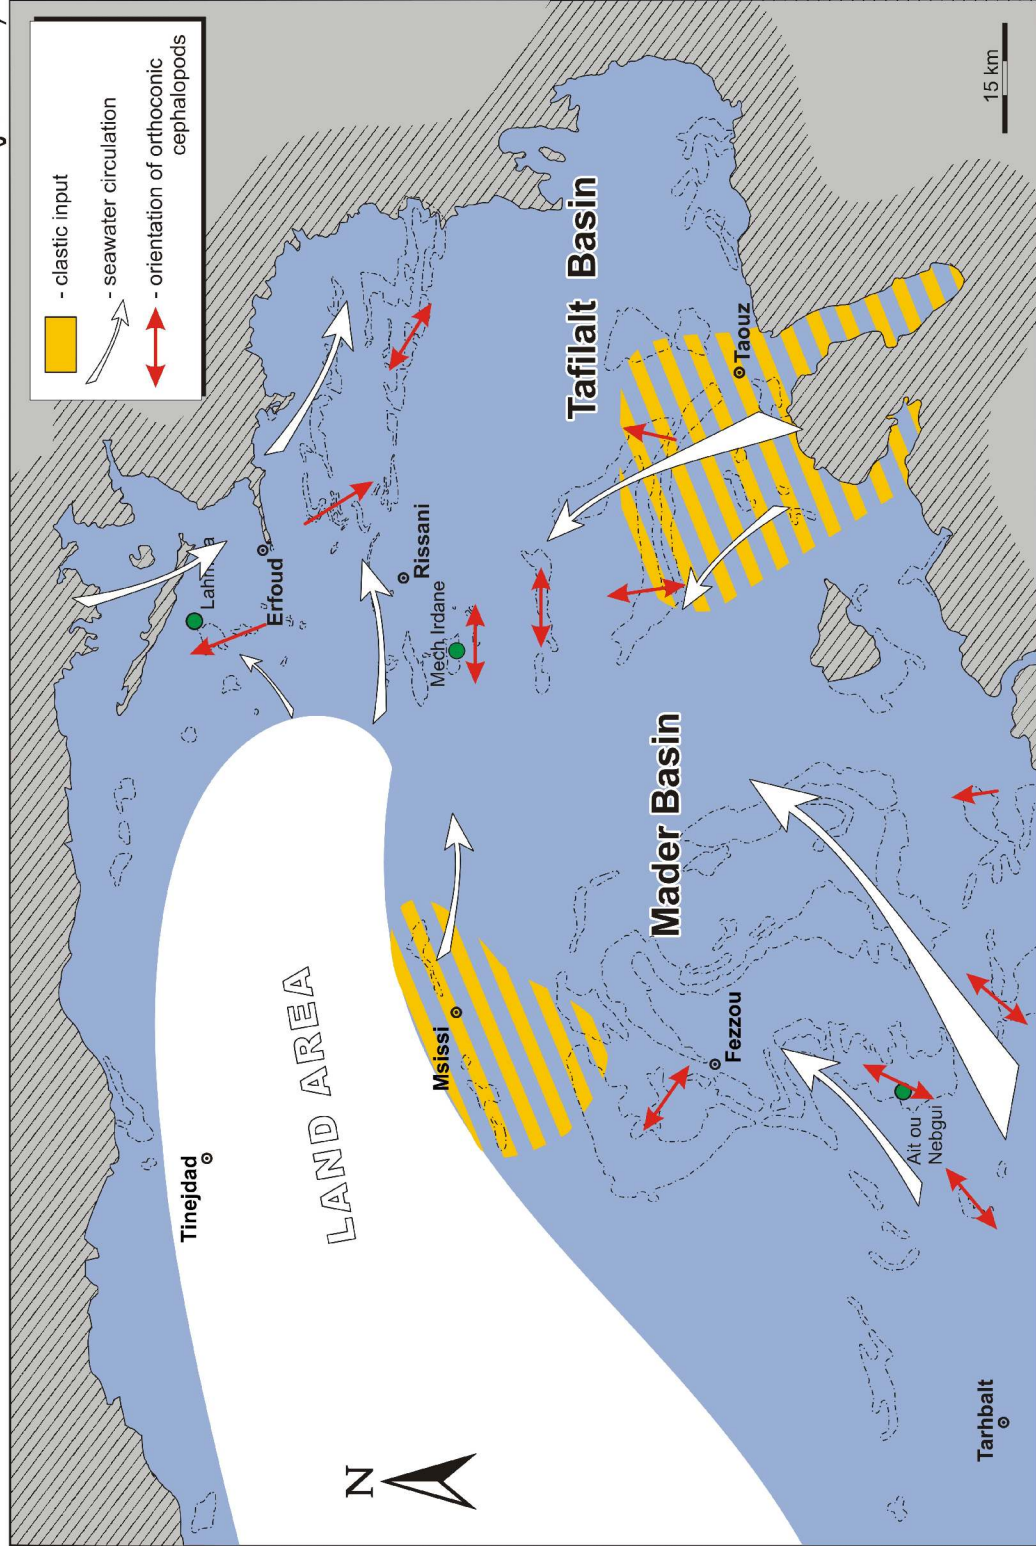 - clastic input
- seawater circulation
- orientation of orthoconic
cephalopods
Lahmida
Erfoud
Tinejdad
LAND AREA
Rissani
Mech Irdane
Msissi
Tafilalt Basin
Taouz
Mader Basin
Fezzou
Ait ou
Nebgui
Tarhbalt
N
15 km